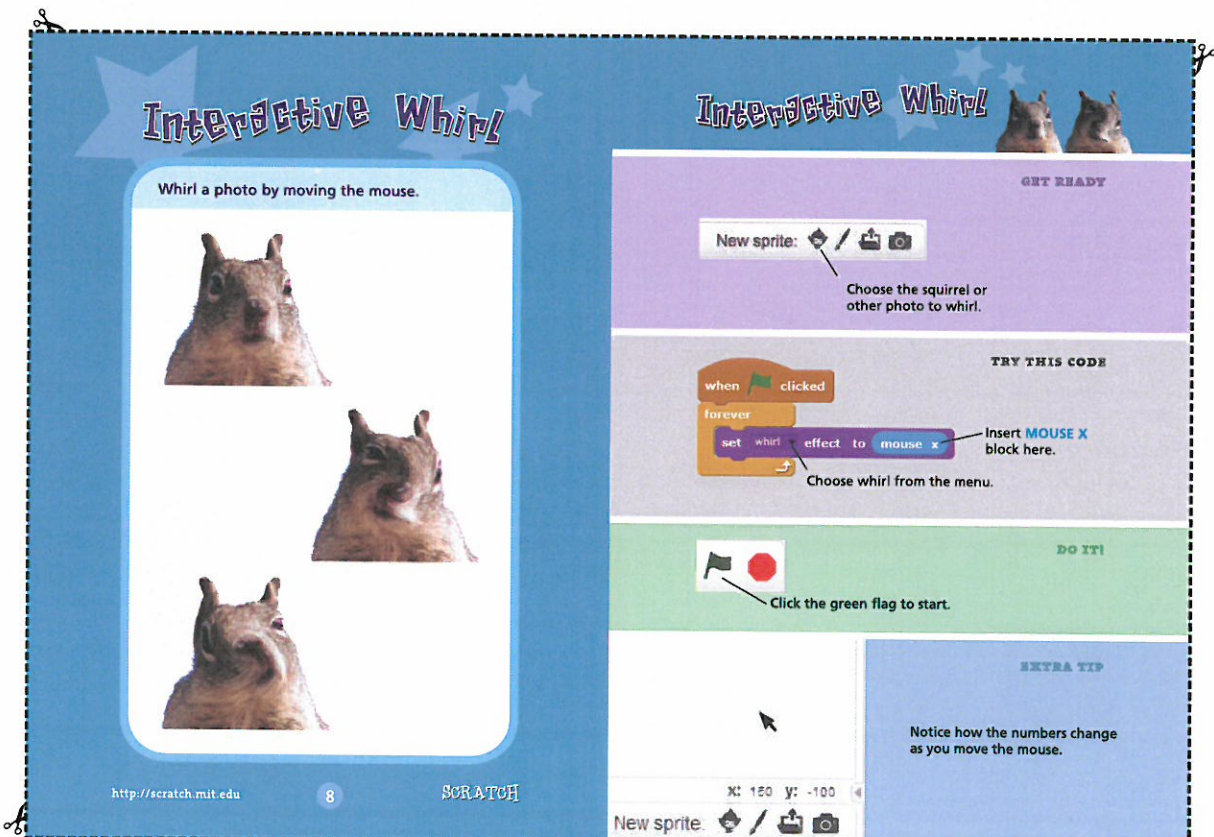 Interactive Whirl
Whirl a photo by moving the mouse.
http://scratch.mit.edu
8
SCRATCH
Interactive Whirl
GET READY
New sprite:
Choose the squirrel or
other photo to whirl.
TRY THIS CODE
when clicked
forever
set whirl effect to mouse x
Insert MOUSE X
block here.
Choose whirl from the menu.
DO IT!
Click the green flag to start.
EXTRA TIP
Notice how the numbers change
as you move the mouse.
x: 150 y: -100
New sprite: